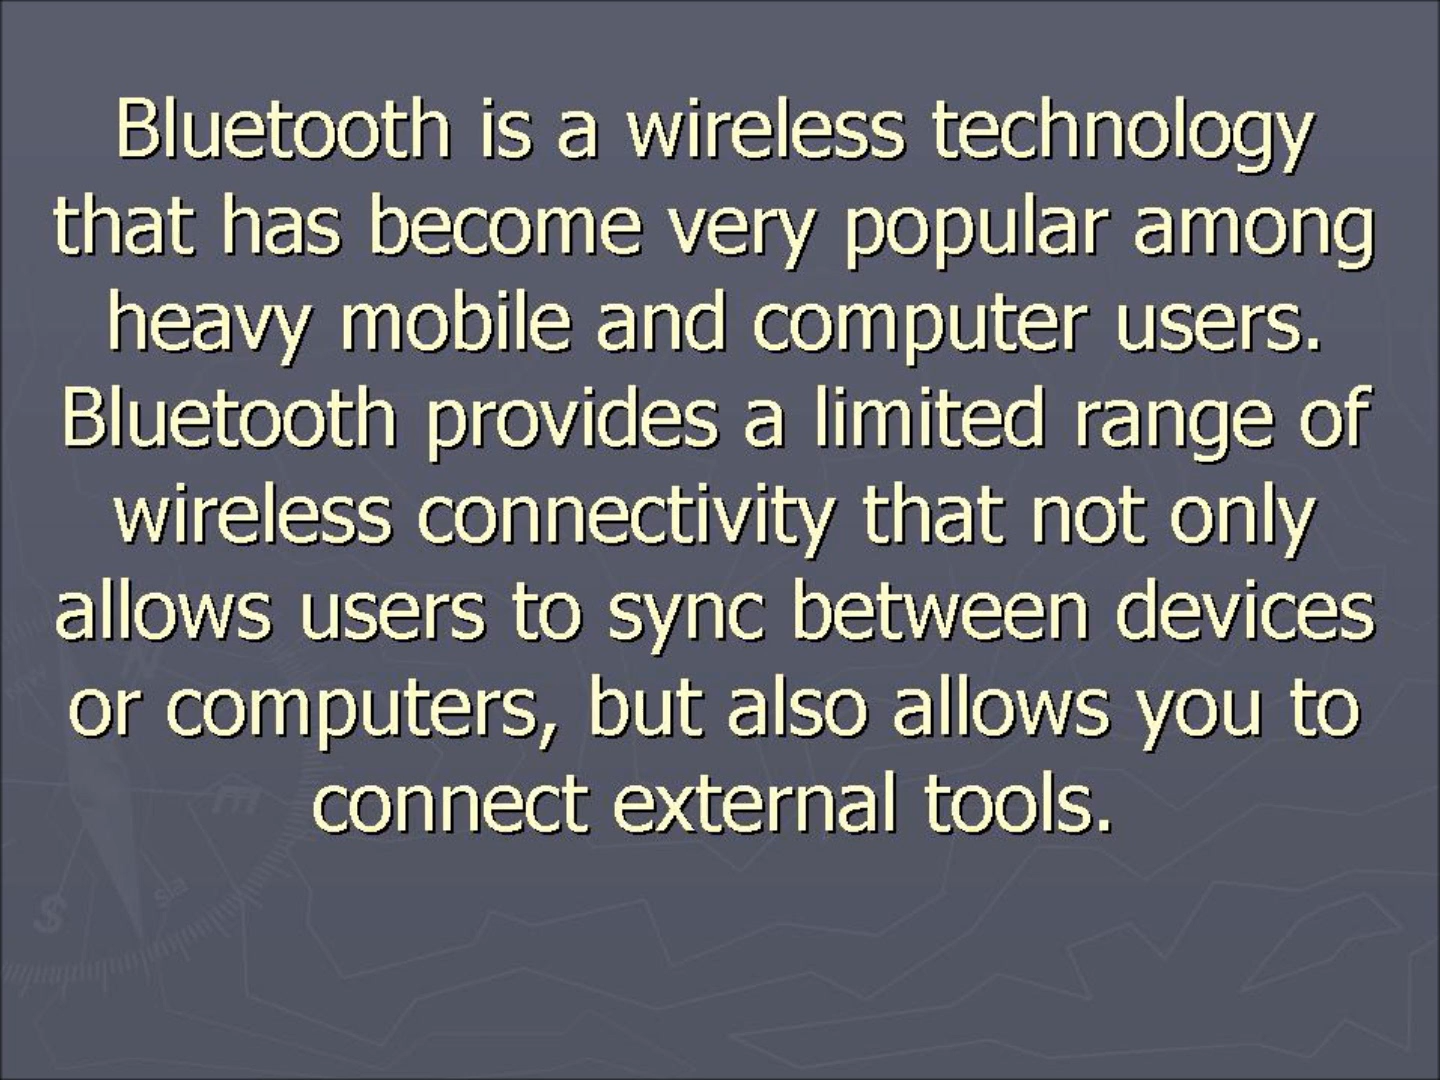 Bluetooth is a wireless technology
that has become very popular among
heavy mobile and computer users.
Bluetooth provides a limited range of
wireless connectivity that not only
allows users to sync between devices
or computers, but also allows you to
connect external tools.
S
sa
m